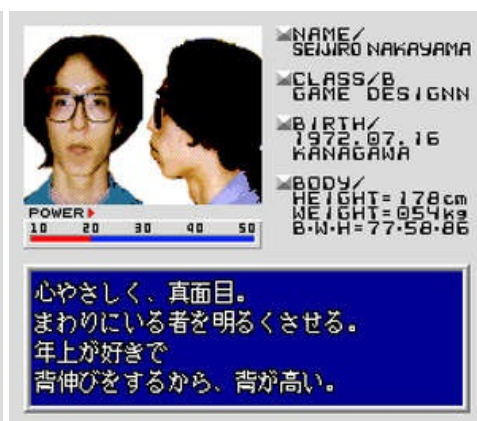 NAME/
SEIJIRO NAKAYAMA
CLASS/B
GAME DESIGNN
BIRTH/
1972.07.16
KANAGAWA
BODY/
HEIGHT=178cm
WEIGHT=054kg
B·W·H=77·58·86
POWER
10 20 30 40 50
心やさしく、真面目。
まわりにいる者を明るくさせる。
年上が好きで
背伸びをするから、背が高い。